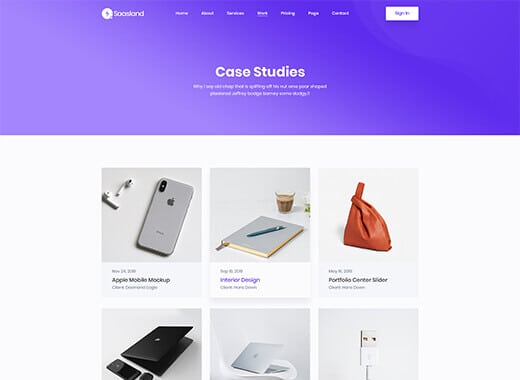 Saasland
Home About Services Work Pricing Page Contact
Sign In
Case Studies
Why I say old chap that is spiffing off his nut arse pear shaped
plastered Jeffrey bodge barney some dodgy.!!
Nov 24, 2018
Apple Mobile Mockup
Client: Desmond Eagle
Sep 18, 2018
Interior Design
Client: Hans Down
May 18, 2018
Portfolio Center Slider
Client: Hans Down